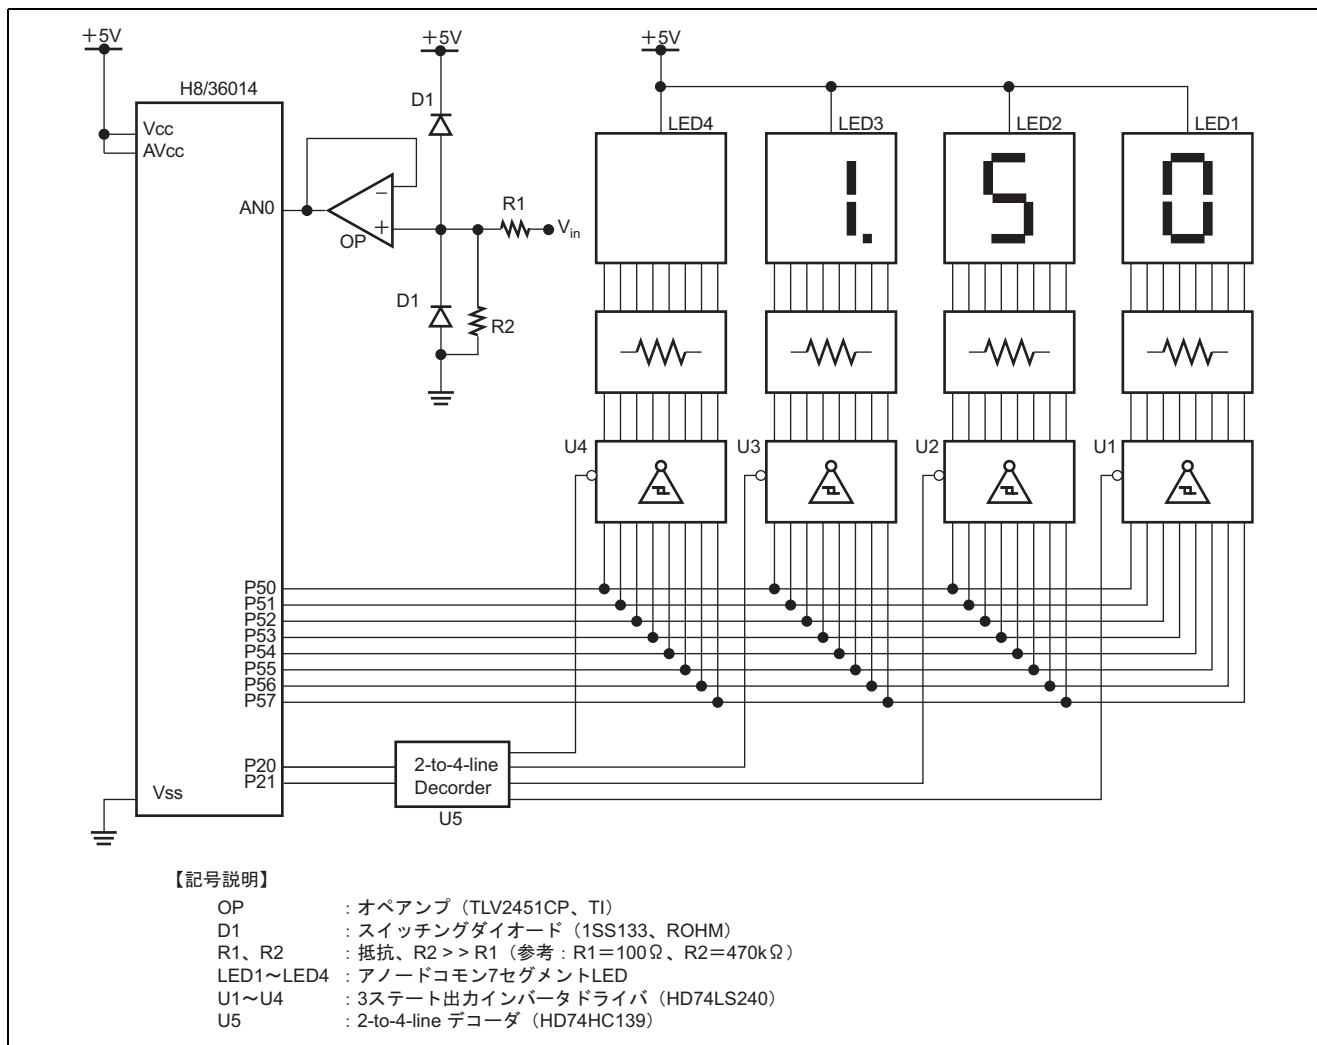 +5V
+5V
+5V
H8/36014
Vcc
AVcc
AN0
OP
D1
D1
R1
Vin
R2
LED4
LED3
LED2
LED1
1.
5
0
U4
U3
U2
U1
P50
P51
P52
P53
P54
P55
P56
P57
P20
P21
Vss
2-to-4-line
Decorder
U5
【記号説明】
OP : オペアンプ（TLV2451CP、TI）
D1 : スイッチングダイオード（1SS133、ROHM）
R1、R2 : 抵抗、R2 > > R1（参考：R1＝100Ω、R2＝470kΩ）
LED1～LED4 : アノードコモン7セグメントLED
U1～U4 : 3ステート出力インバータドライバ（HD74LS240）
U5 : 2-to-4-line デコーダ（HD74HC139）